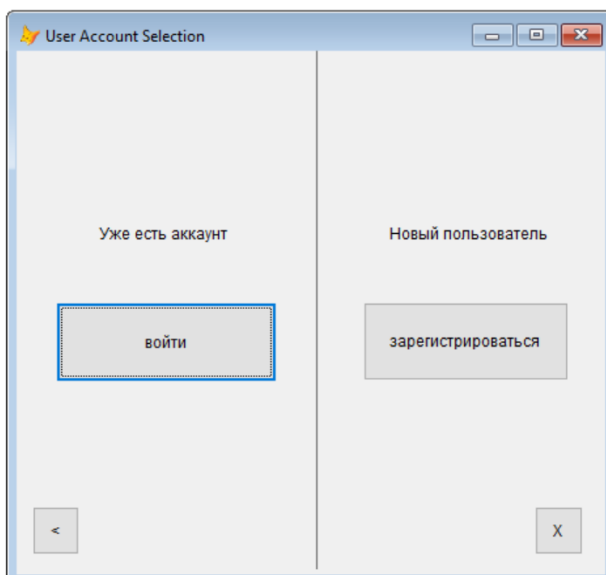 User Account Selection
Уже есть аккаунт
Новый пользователь
войти
зарегистрироваться
<
X